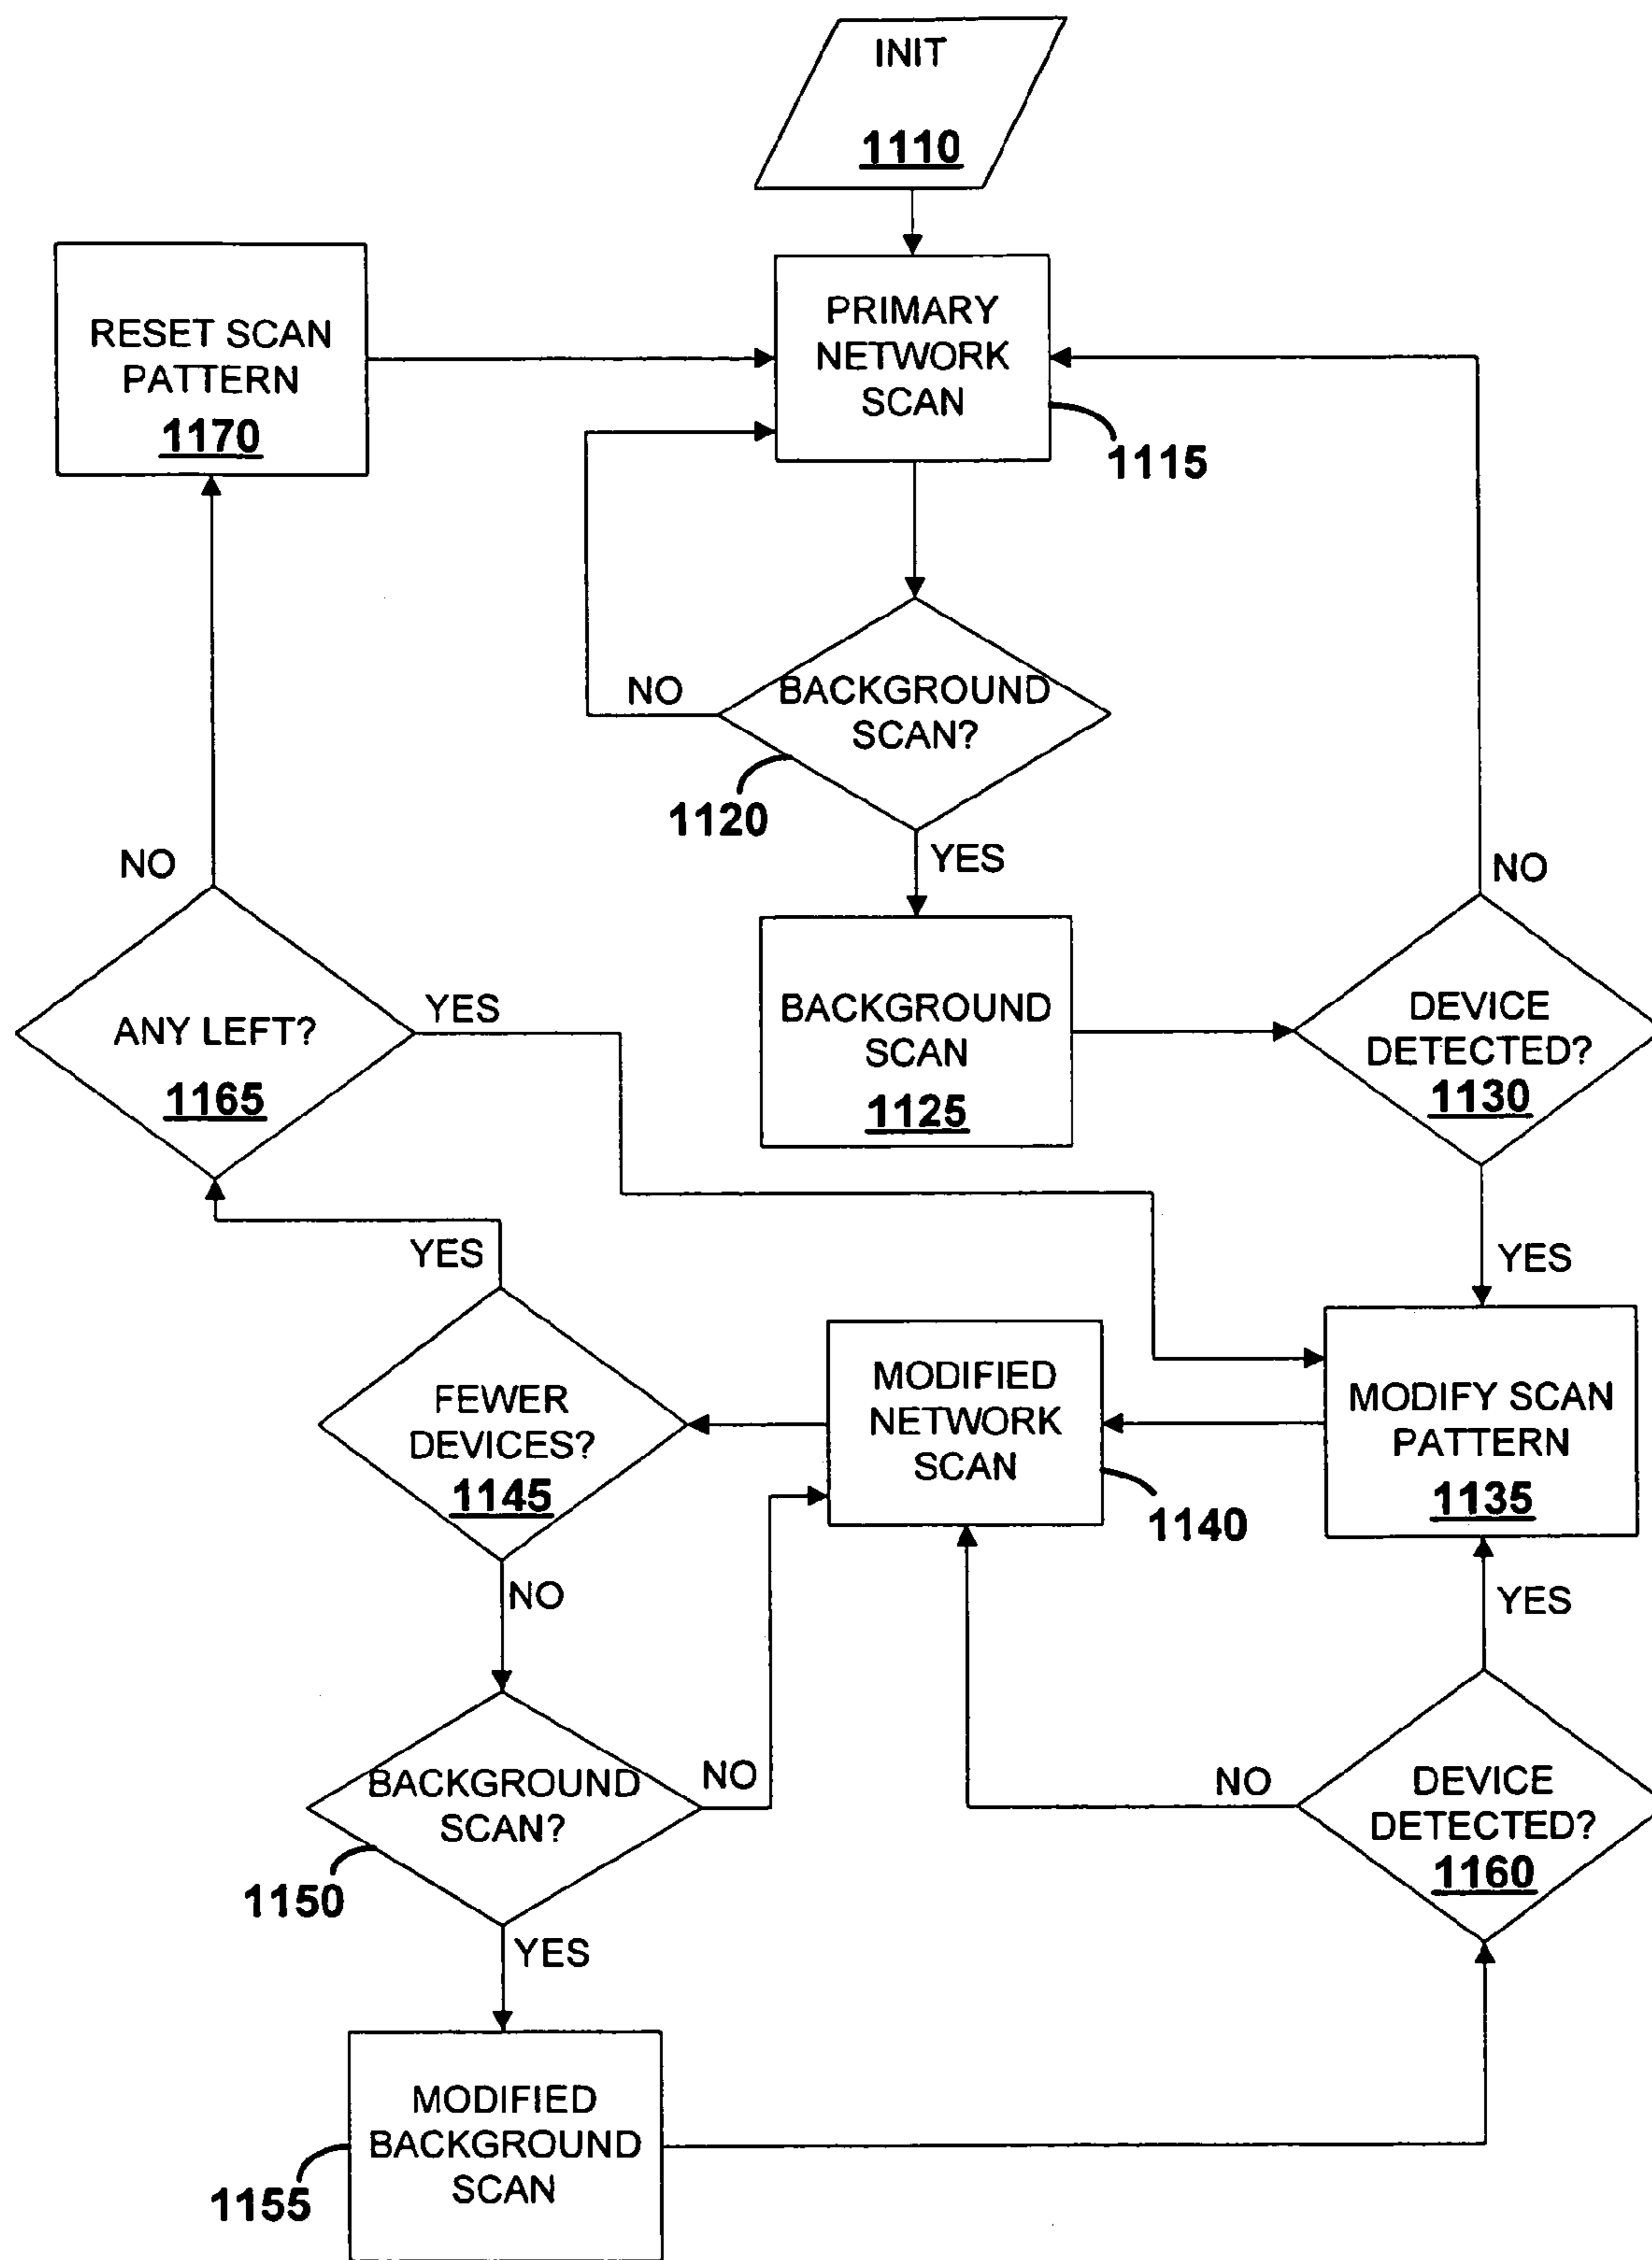 INIT
1110
RESET SCAN
PATTERN
1170
PRIMARY
NETWORK
SCAN
1115
NO
BACKGROUND
SCAN?
1120
YES
NO
NO
ANY LEFT?
1165
YES
BACKGROUND
SCAN
1125
DEVICE
DETECTED?
1130
YES
YES
FEWER
DEVICES?
1145
MODIFIED
NETWORK
SCAN
1140
MODIFY SCAN
PATTERN
1135
NO
YES
BACKGROUND
SCAN?
1150
NO
NO
DEVICE
DETECTED?
1160
YES
MODIFIED
BACKGROUND
SCAN
1155